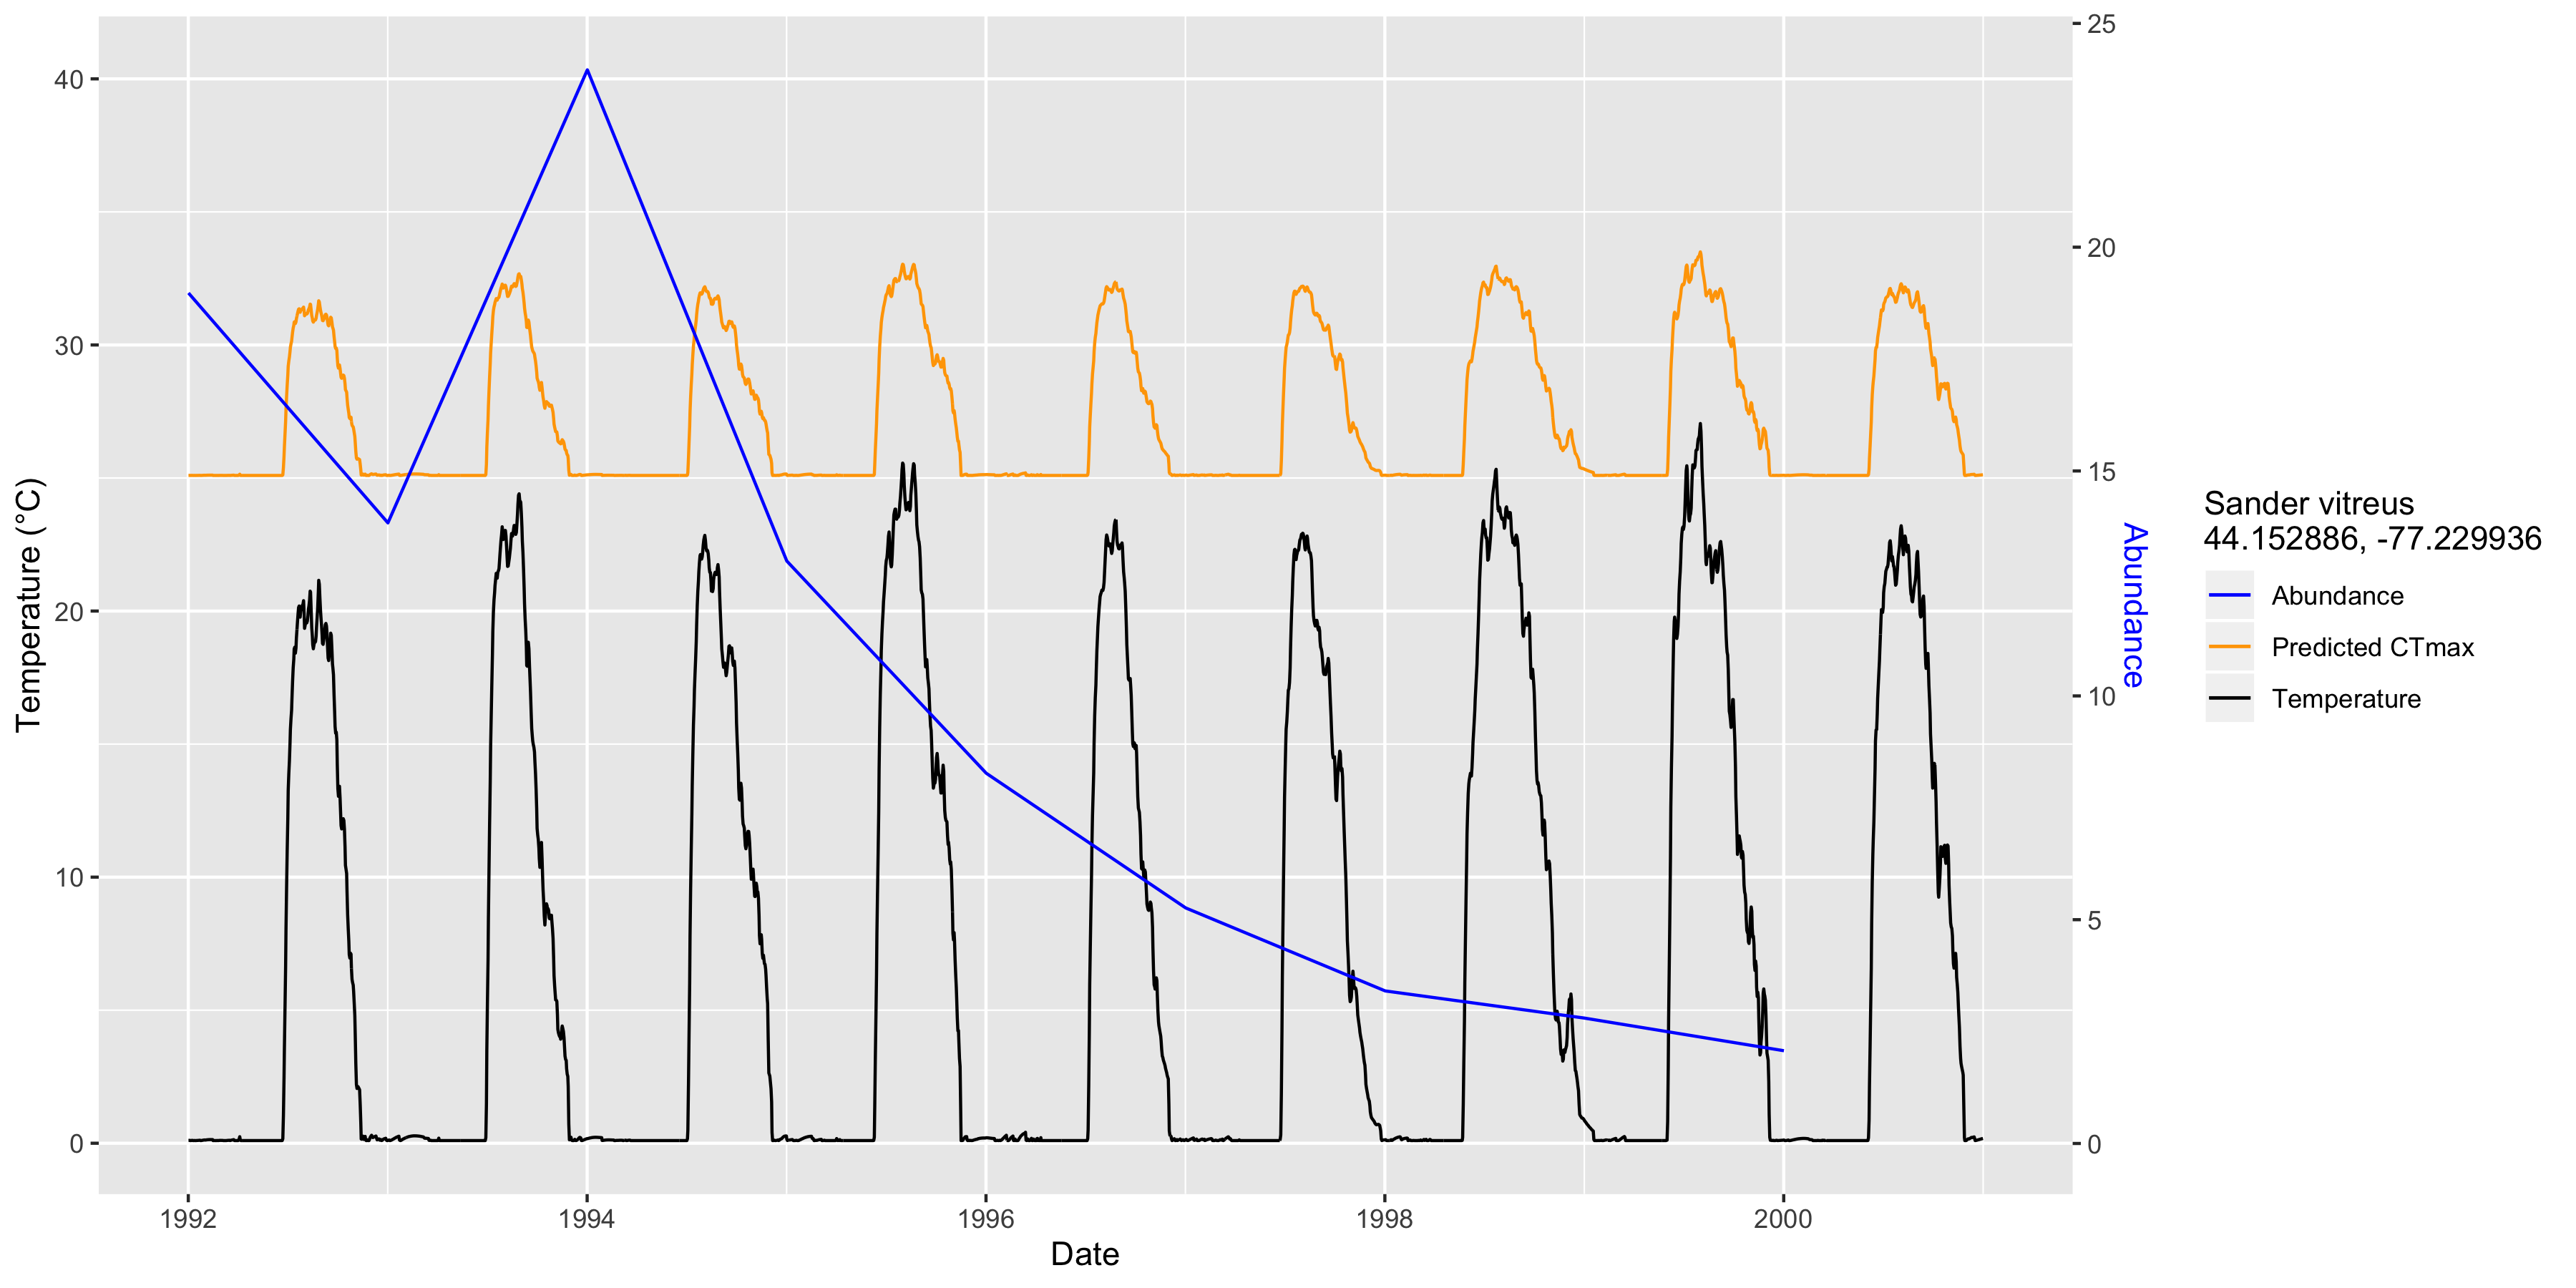 40
30
20
10
0
Temperature (°C)
1992
1994
1996
1998
2000
Date
25
20
15
10
5
0
Abundance
Sander vitreus
44.152886, -77.229936
Abundance
Predicted CTmax
Temperature